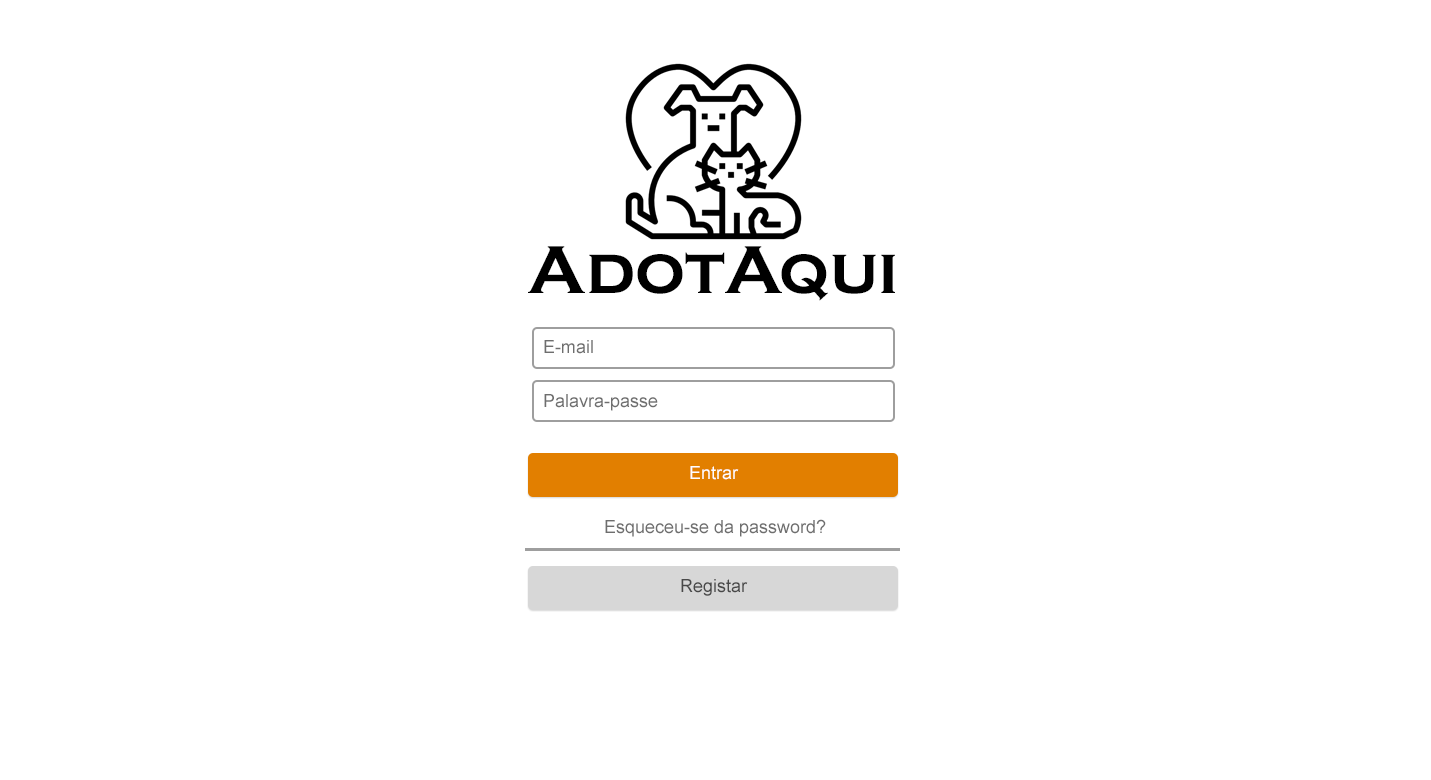 AdotAqui
E-mail
Palavra-passe
Entrar
Esqueceu-se da password?
Registar